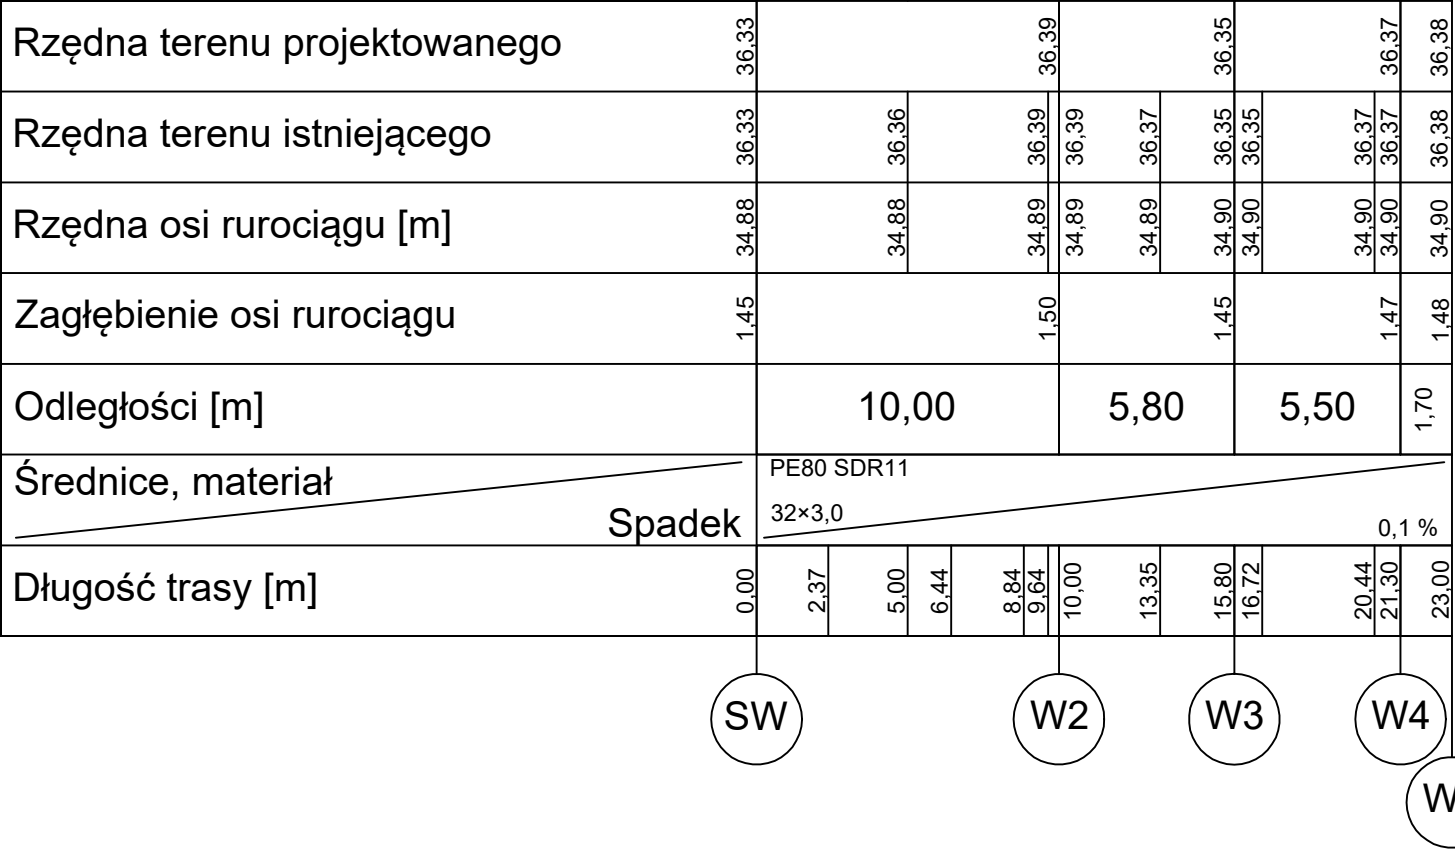 Rzędna terenu projektowanego 36,33 36,39 36,35 36,37 36,38
Rzędna terenu istniejącego 36,33 36,36 36,39 36,39 36,37 36,35 36,35 36,37 36,37 36,38
Rzędna osi rurociągu [m] 34,88 34,88 34,89 34,89 34,89 34,90 34,90 34,90 34,90 34,90
Zagłębienie osi rurociągu 1,45 1,50 1,45 1,47 1,48
Odległości [m] 10,00 5,80 5,50 1,70
Średnice, materiał PE80 SDR11
32×3,0
Spadek 0,1 %
Długość trasy [m] 0,00 2,37 5,00 6,44 8,84 9,64 10,00 13,35 15,80 16,72 20,44 21,30 23,00
SW W2 W3 W4
W